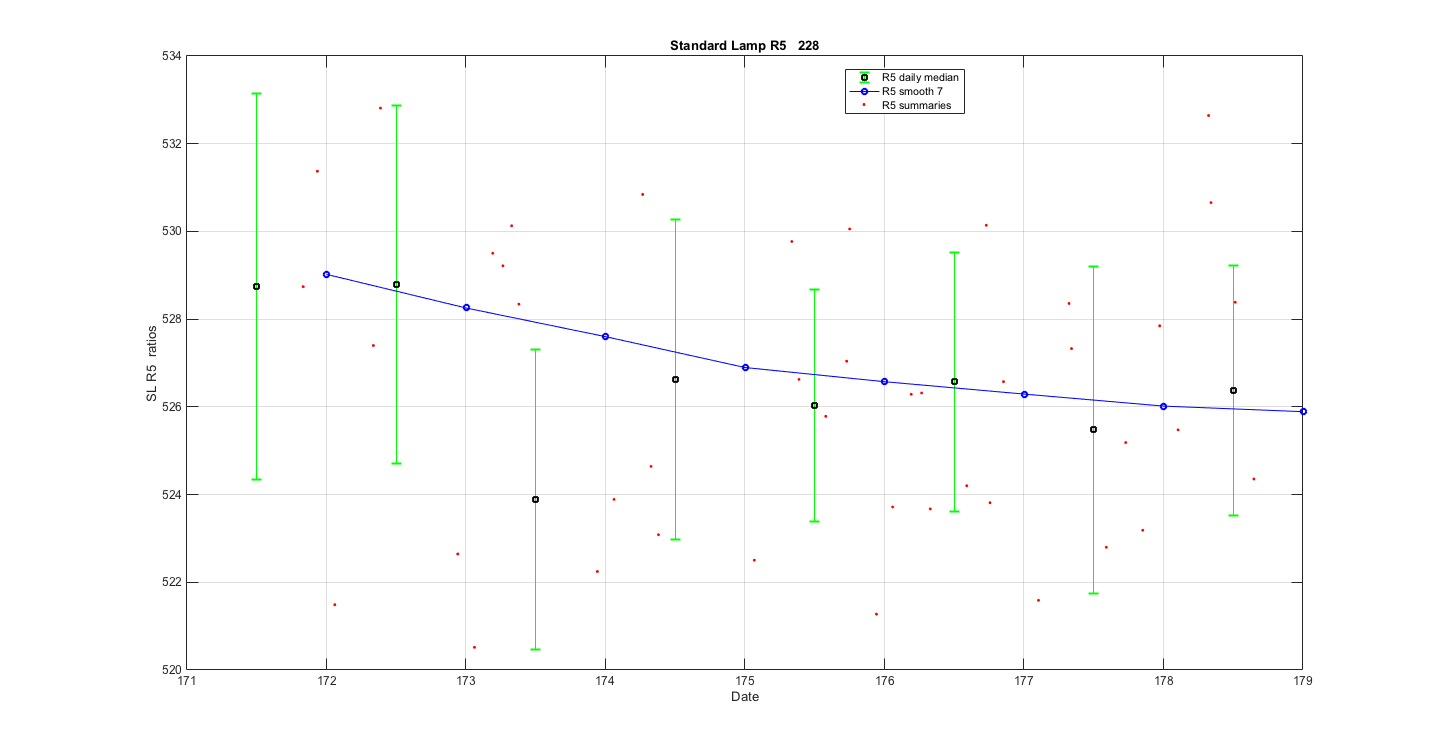 Standard Lamp R5   228
R5 daily median
R5 smooth 7
R5 summaries
534
532
530
528
526
524
522
520
SL R5  ratios
171 172 173 174 175 176 177 178 179
Date